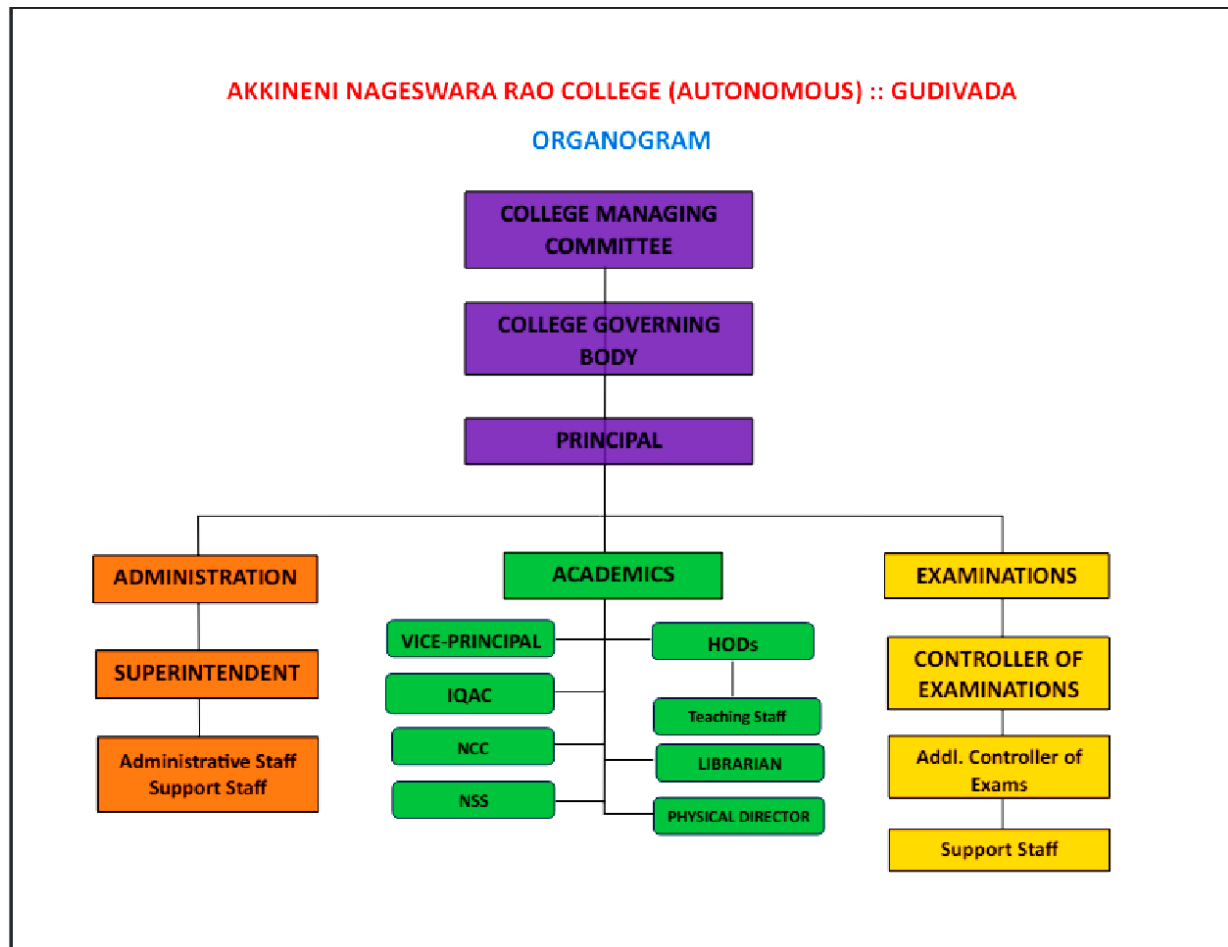 AKKINENI NAGESWARA RAO COLLEGE (AUTONOMOUS) :: GUDIVADA
ORGANOGRAM
COLLEGE MANAGING
COMMITTEE
COLLEGE GOVERNING
BODY
PRINCIPAL
ADMINISTRATION
SUPERINTENDENT
Administrative Staff
Support Staff
ACADEMICS
VICE-PRINCIPAL
IQAC
NCC
NSS
HODs
Teaching Staff
LIBRARIAN
PHYSICAL DIRECTOR
EXAMINATIONS
CONTROLLER OF
EXAMINATIONS
Addl. Controller of
Exams
Support Staff